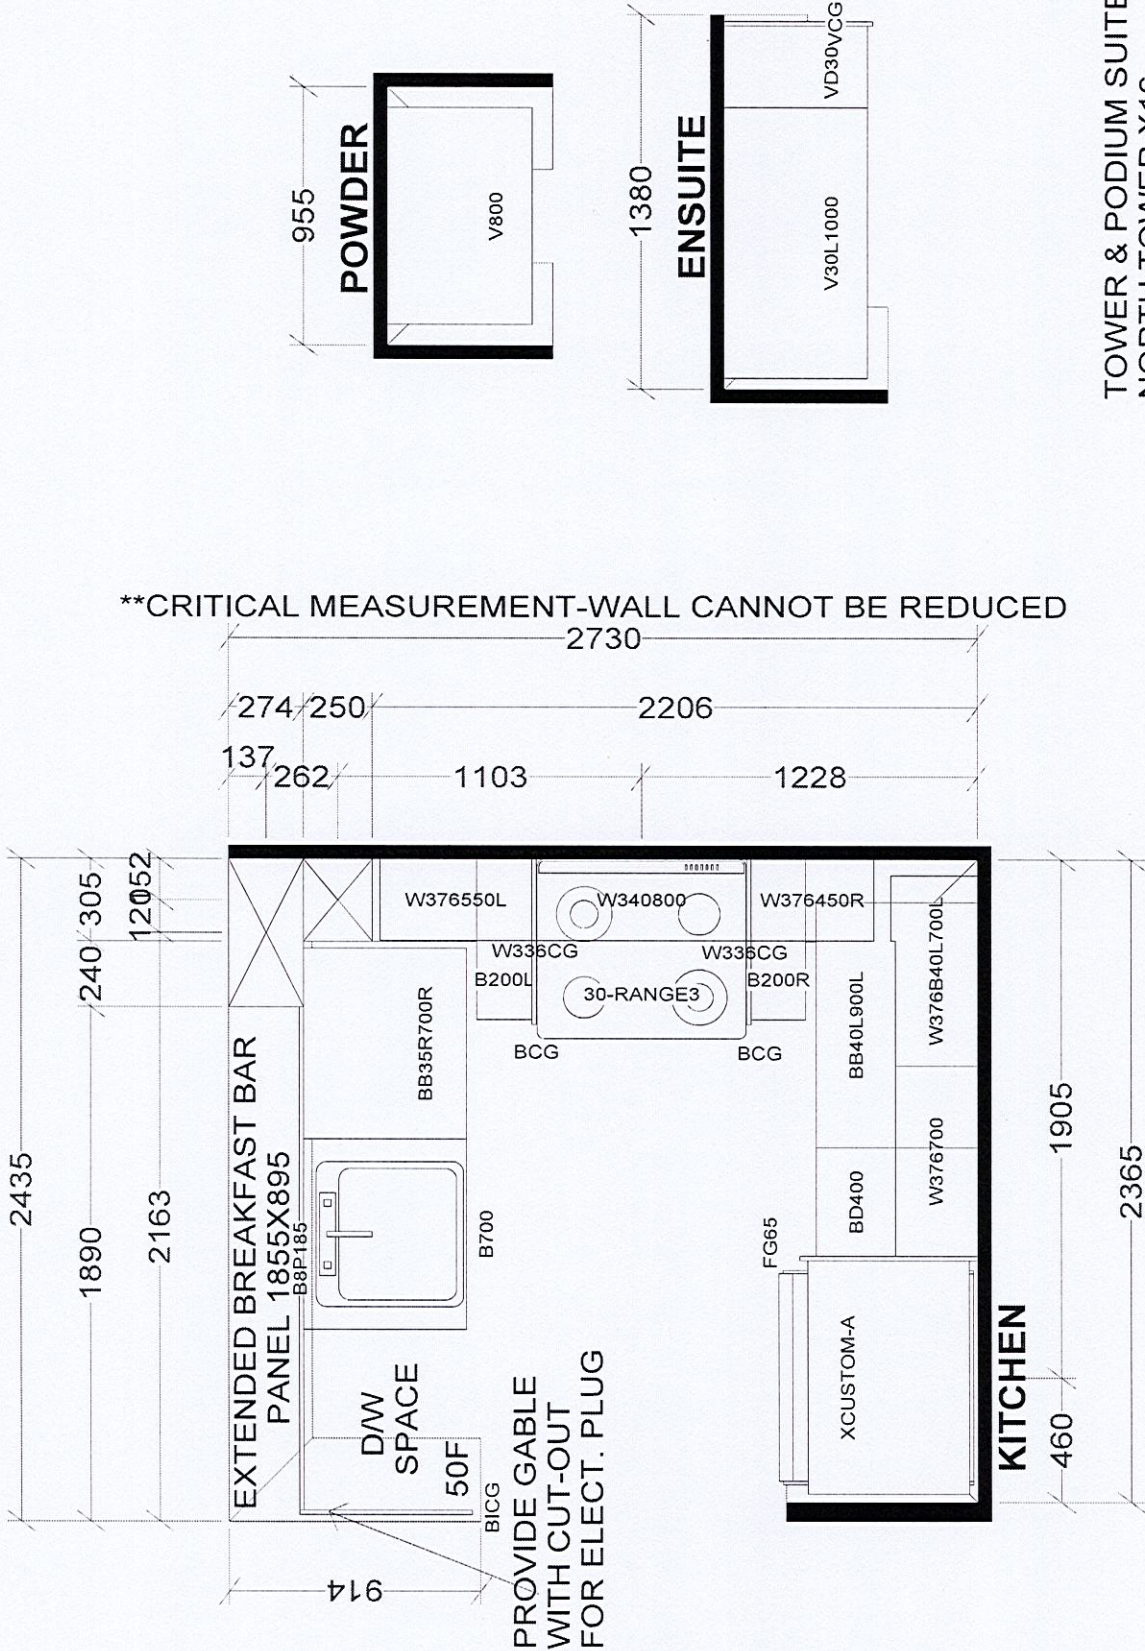 955
POWDER
V800
1380
ENSUITE
VD30VCG
V30L1000
TOWER & PODIUM SUITE
**CRITICAL MEASUREMENT-WALL CANNOT BE REDUCED
2730
274
250
2206
137
262
1103
1228
2435
305
240
1890
52
120
2163
W376550L
W340800
W376450R
W336CG
W336CG
B200L
30-RANGE3
B200R
BCG
BCG
W376B40L700L
BB40L900L
BB35R700R
EXTENDED BREAKFAST BAR
PANEL 1855X895
B700
W376700
BD400
FG65
XCUSTOM-A
KITCHEN
1905
460
2365
D/W
SPACE
50F
BICG
914
PROVIDE GABLE
WITH CUT-OUT
FOR ELECT. PLUG